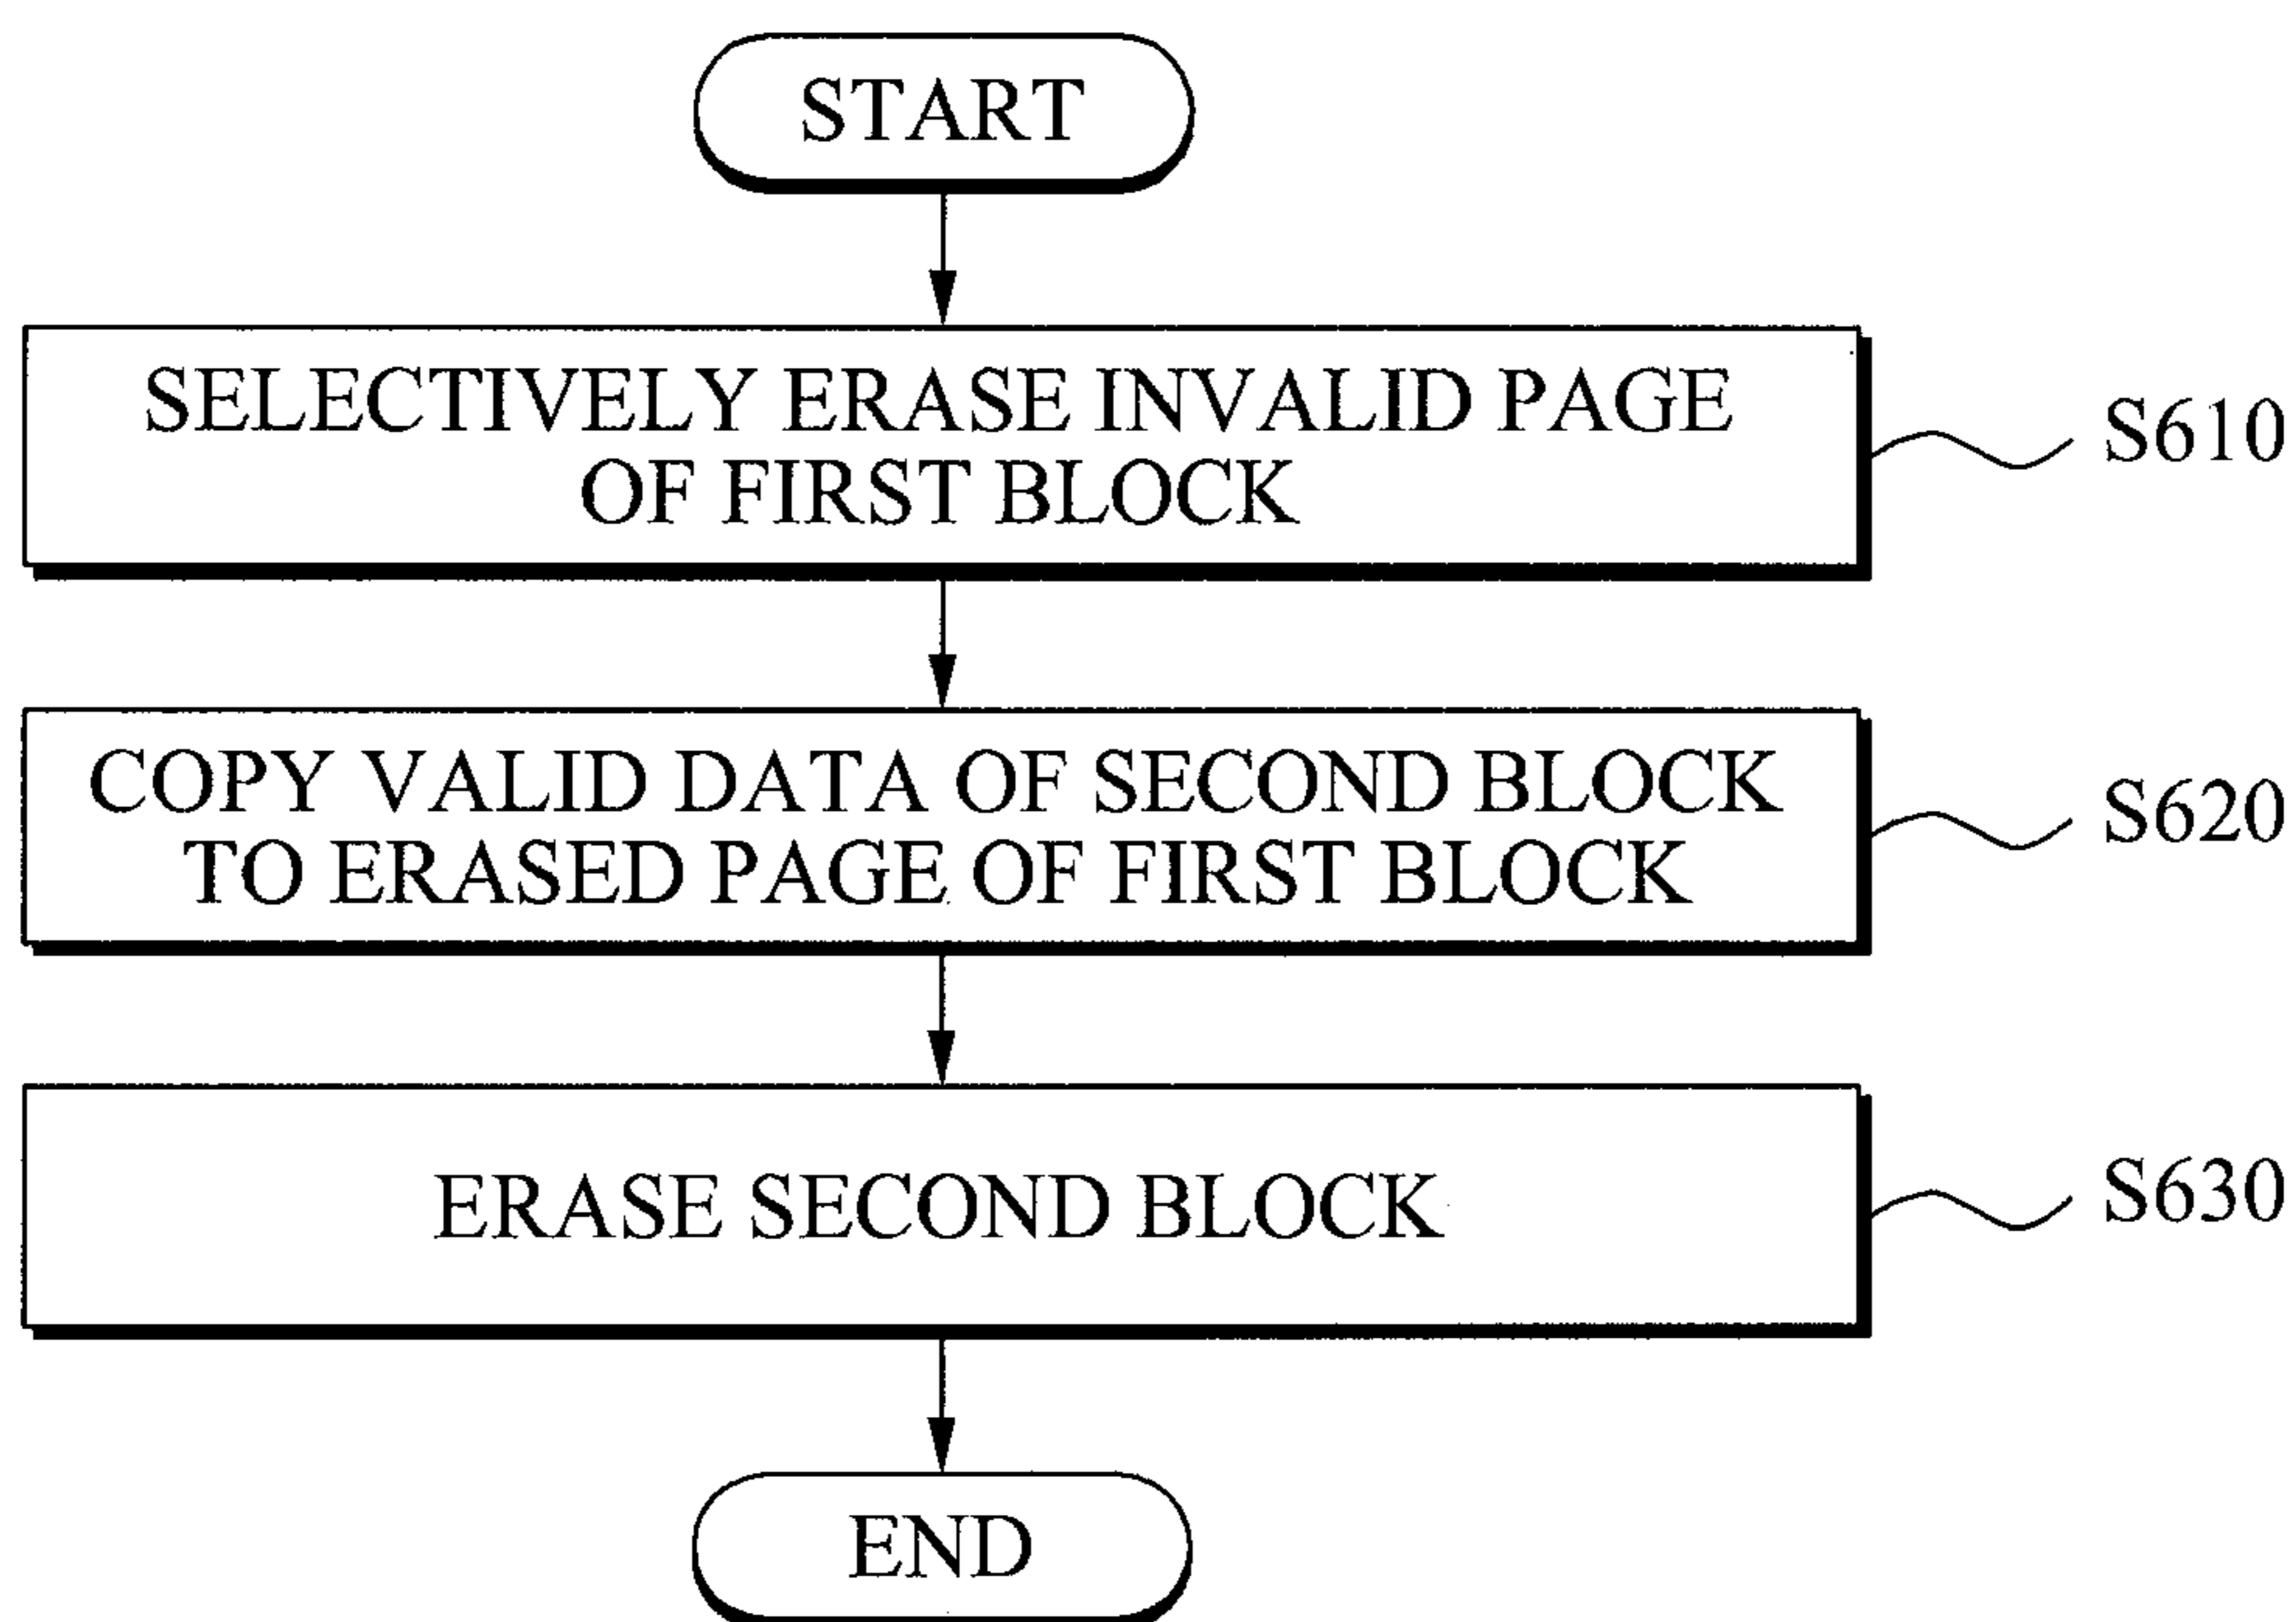 START
SELECTIVELY ERASE INVALID PAGE
OF FIRST BLOCK
S610
COPY VALID DATA OF SECOND BLOCK
TO ERASED PAGE OF FIRST BLOCK
S620
ERASE SECOND BLOCK
S630
END